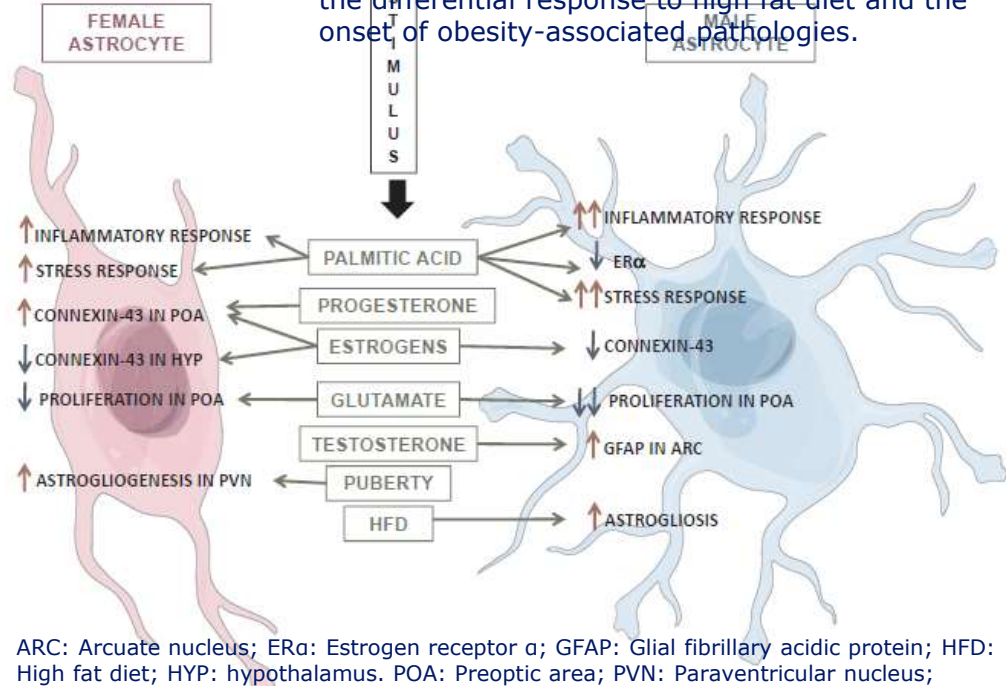 the differential response to high fat diet and the
onset of obesity-associated pathologies.
FEMALE
ASTROCYTE
MALE
ASTROCYTE
T
I
M
U
L
U
S
INFLAMMATORY RESPONSE
STRESS RESPONSE
CONNEXIN-43 IN POA
CONNEXIN-43 IN HYP
PROLIFERATION IN POA
ASTROGLIOGENESIS IN PVN
PALMITIC ACID
PROGESTERONE
ESTROGENS
GLUTAMATE
TESTOSTERONE
PUBERTY
HFD
INFLAMMATORY RESPONSE
ERα
STRESS RESPONSE
CONNEXIN-43
PROLIFERATION IN POA
GFAP IN ARC
ASTROGLIOSIS
ARC: Arcuate nucleus; ERα: Estrogen receptor α; GFAP: Glial fibrillary acidic protein; HFD:
High fat diet; HYP: hypothalamus. POA: Preoptic area; PVN: Paraventricular nucleus;